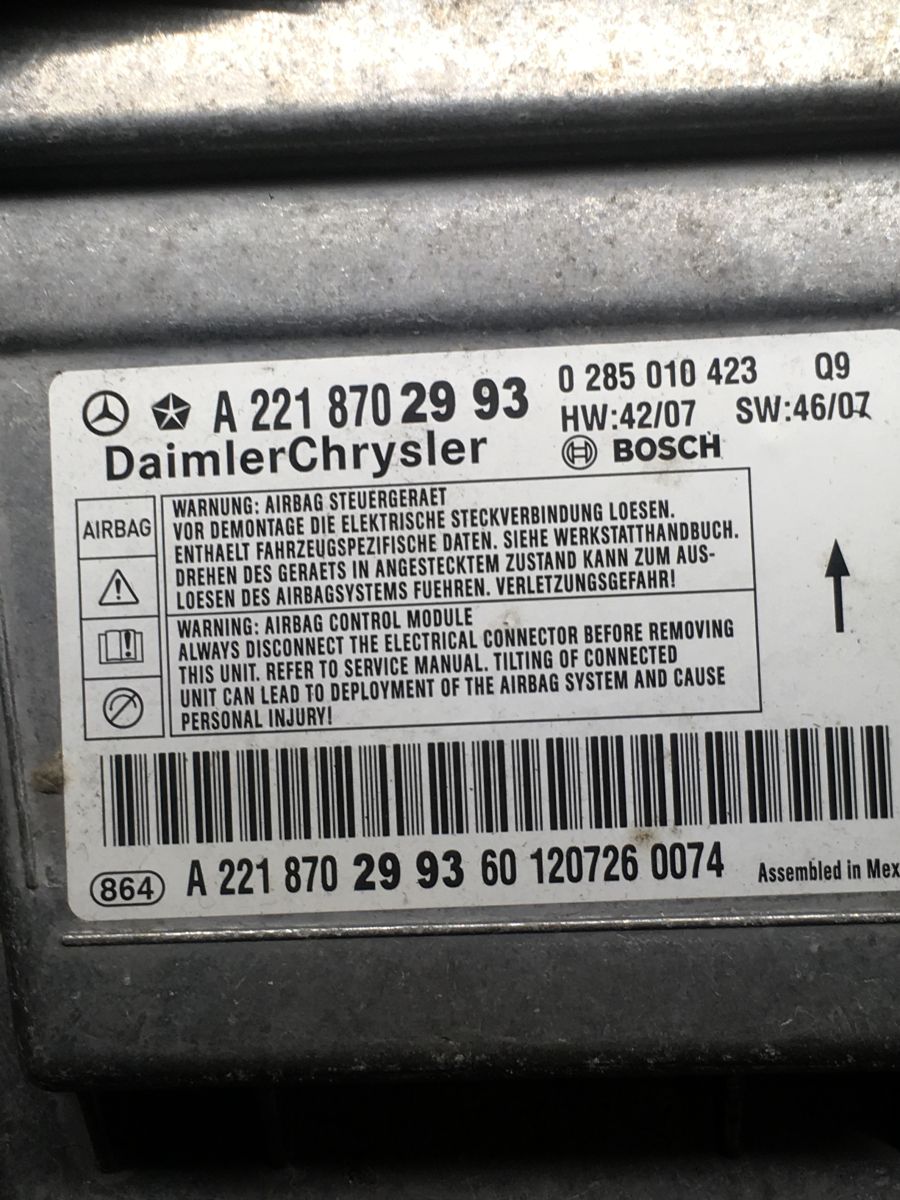 A 221 870 29 93
0 285 010 423 Q9
HW:42/07 SW:46/07
DaimlerChrysler
BOSCH
AIRBAG
WARNUNG: AIRBAG STEUERGERAET
VOR DEMONTAGE DIE ELEKTRISCHE STECKVERBINDUNG LOESEN.
ENTHAELT FAHRZEUGSPEZIFISCHE DATEN. SIEHE WERKSTATTHANDBUCH.
DREHEN DES GERAETS IN ANGESTECKTEM ZUSTAND KANN ZUM AUS-
LOESEN DES AIRBAGSYSTEMS FUEHREN. VERLETZUNGSGEFAHR!
WARNING: AIRBAG CONTROL MODULE
ALWAYS DISCONNECT THE ELECTRICAL CONNECTOR BEFORE REMOVING
THIS UNIT. REFER TO SERVICE MANUAL. TILTING OF CONNECTED
UNIT CAN LEAD TO DEPLOYMENT OF THE AIRBAG SYSTEM AND CAUSE
PERSONAL INJURY!
864 A 221 870 29 93 60 120726 0074 Assembled in Mex